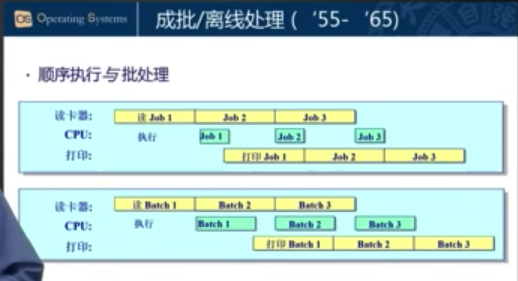 OS Operating Systems 成批/离线处理（‘55-‘65）
· 顺序执行与批处理
读卡器: 读 Job 1 Job 2 Job 3
CPU: 执行 Job 1 Job 2 Job 3
打印: 打印 Job 1 Job 2 Job 3
读卡器: 读 Batch 1 Batch 2 Batch 3
CPU: 执行 Batch 1 Batch 2 Batch 3
打印: 打印 Batch 1 Batch 2 Batch 3